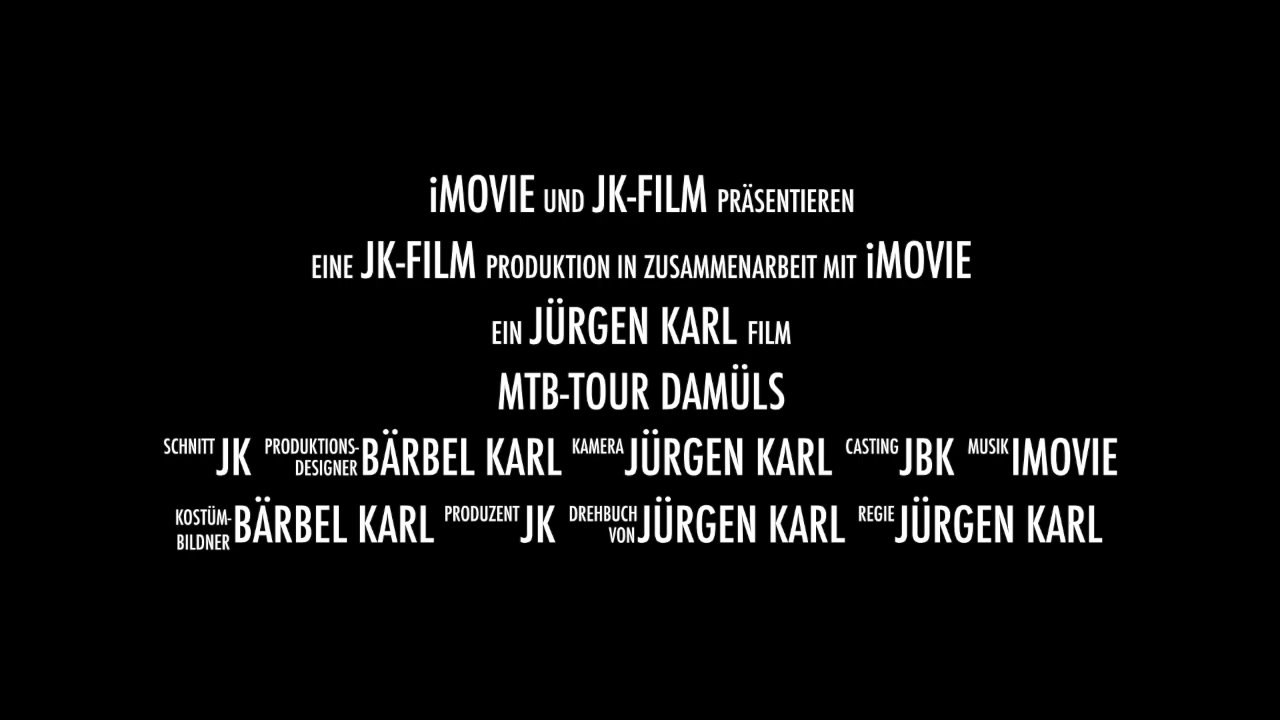 iMOVIE UND JK-FILM PRÄSENTIEREN
EINE JK-FILM PRODUKTION IN ZUSAMMENARBEIT MIT iMOVIE
EIN JÜRGEN KARL FILM
MTB-TOUR DAMÜLS
SCHNITT JK PRODUKTIONS-DESIGNER BÄRBEL KARL KAMERA JÜRGEN KARL CASTING JBK MUSIK IMOVIE
KOSTÜM-BILDNER BÄRBEL KARL PRODUZENT JK DREHBUCH VON JÜRGEN KARL REGIE JÜRGEN KARL